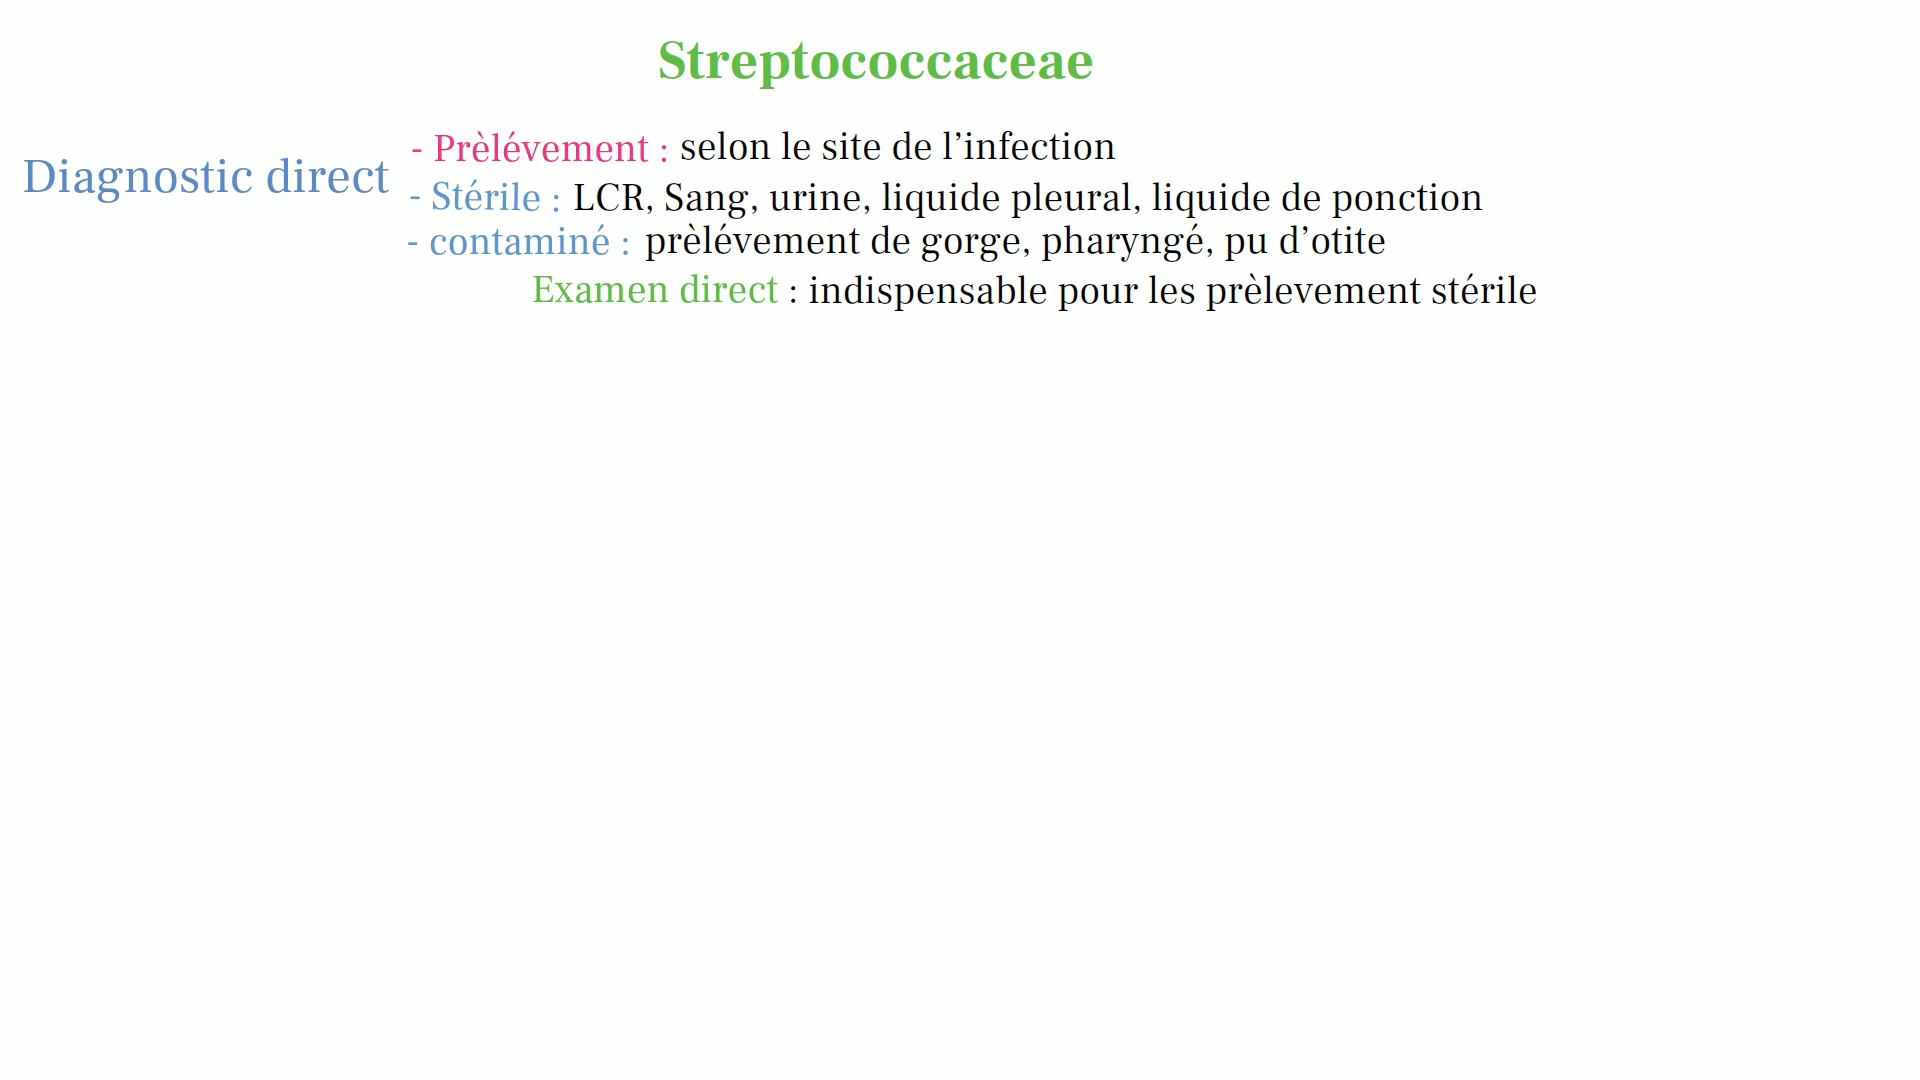 Streptococcaceae
- Prèlévement : selon le site de l’infection
Diagnostic direct
- Stérile : LCR, Sang, urine, liquide pleural, liquide de ponction
- contaminé : prèlévement de gorge, pharyngé, pu d’otite
Examen direct : indispensable pour les prèlevement stérile